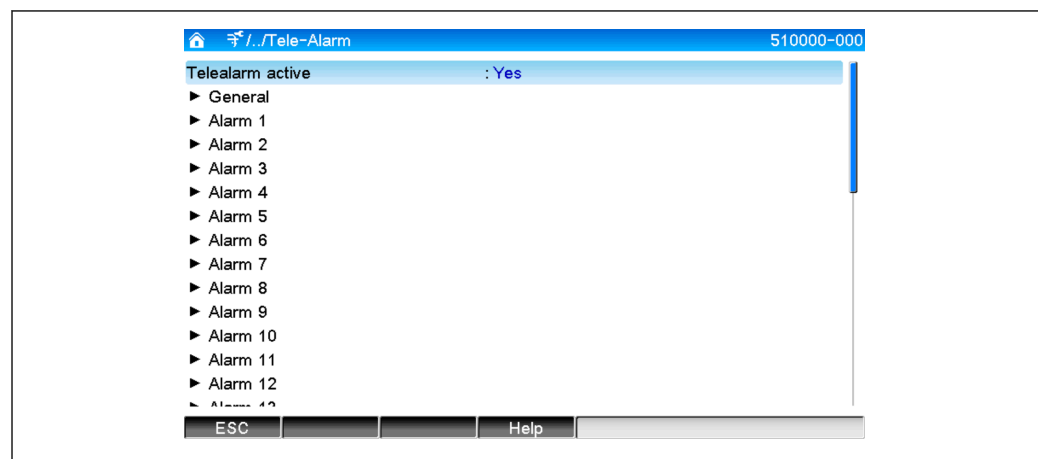 /../Tele-Alarm 510000-000
Telealarm active : Yes
► General
► Alarm 1
► Alarm 2
► Alarm 3
► Alarm 4
► Alarm 5
► Alarm 6
► Alarm 7
► Alarm 8
► Alarm 9
► Alarm 10
► Alarm 11
► Alarm 12
ESC Help